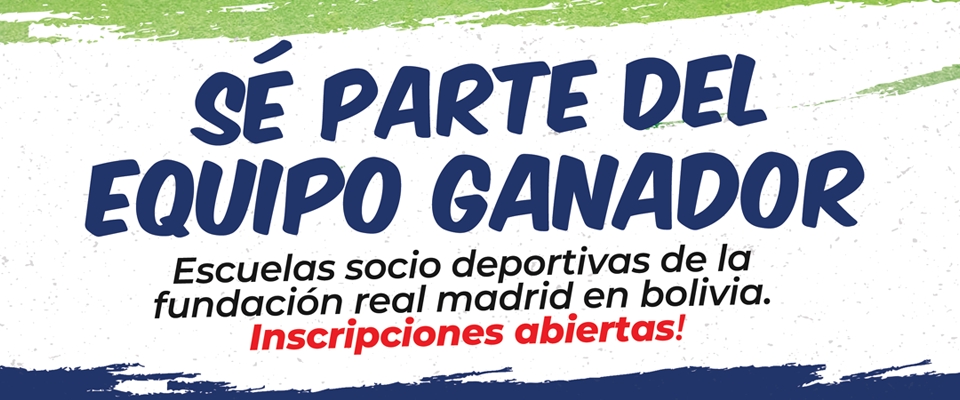 SÉ PARTE DEL
EQUIPO GANADOR
Escuelas socio deportivas de la
fundación real madrid en bolivia.
Inscripciones abiertas!